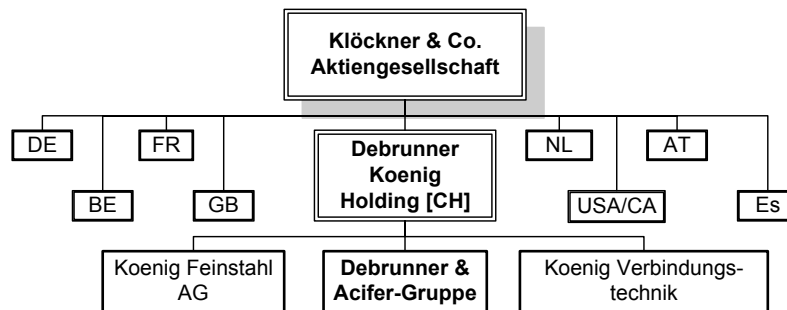 Klöckner & Co.
Aktiengesellschaft
DE
FR
Debrunner
Koenig
Holding [CH]
NL
AT
BE
GB
USA/CA
Es
Koenig Feinstahl
AG
Debrunner &
Acifer-Gruppe
Koenig Verbindungs-
technik